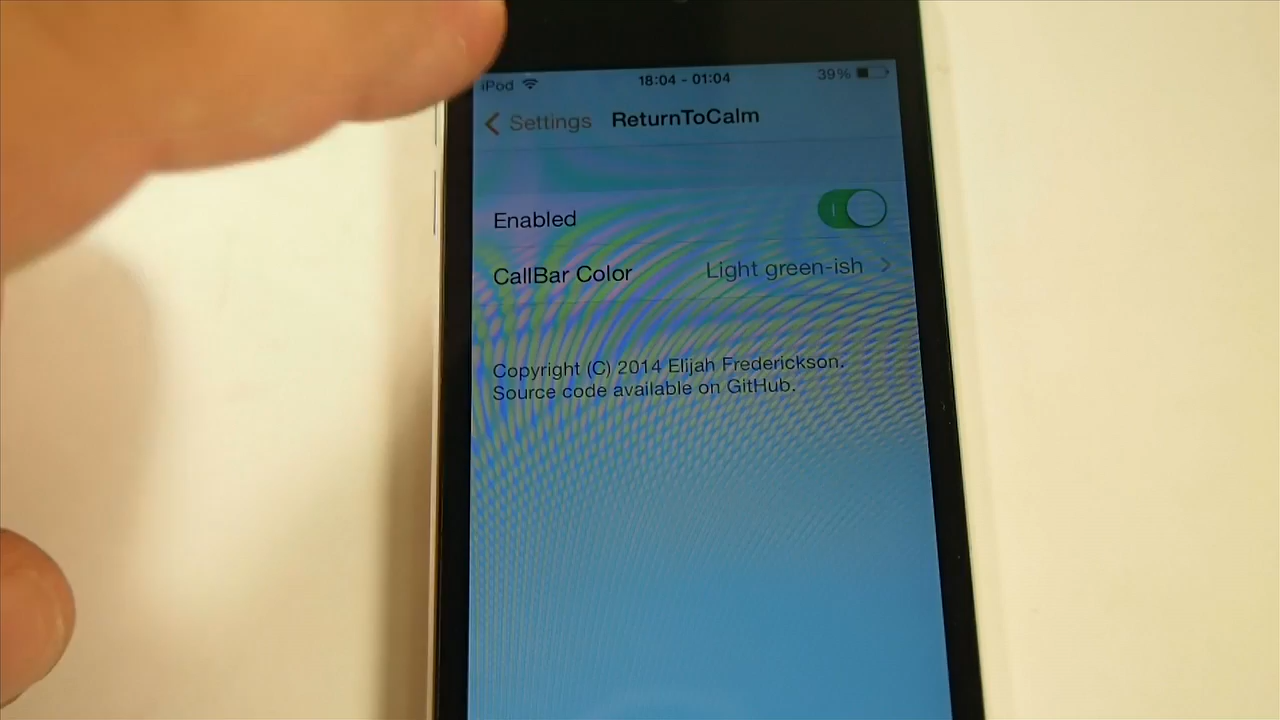 iPod 18:04 - 01:04 39%
Settings ReturnToCalm
Enabled
CallBar Color Light green-ish
Copyright (C) 2014 Elijah Frederickson.
Source code available on GitHub.